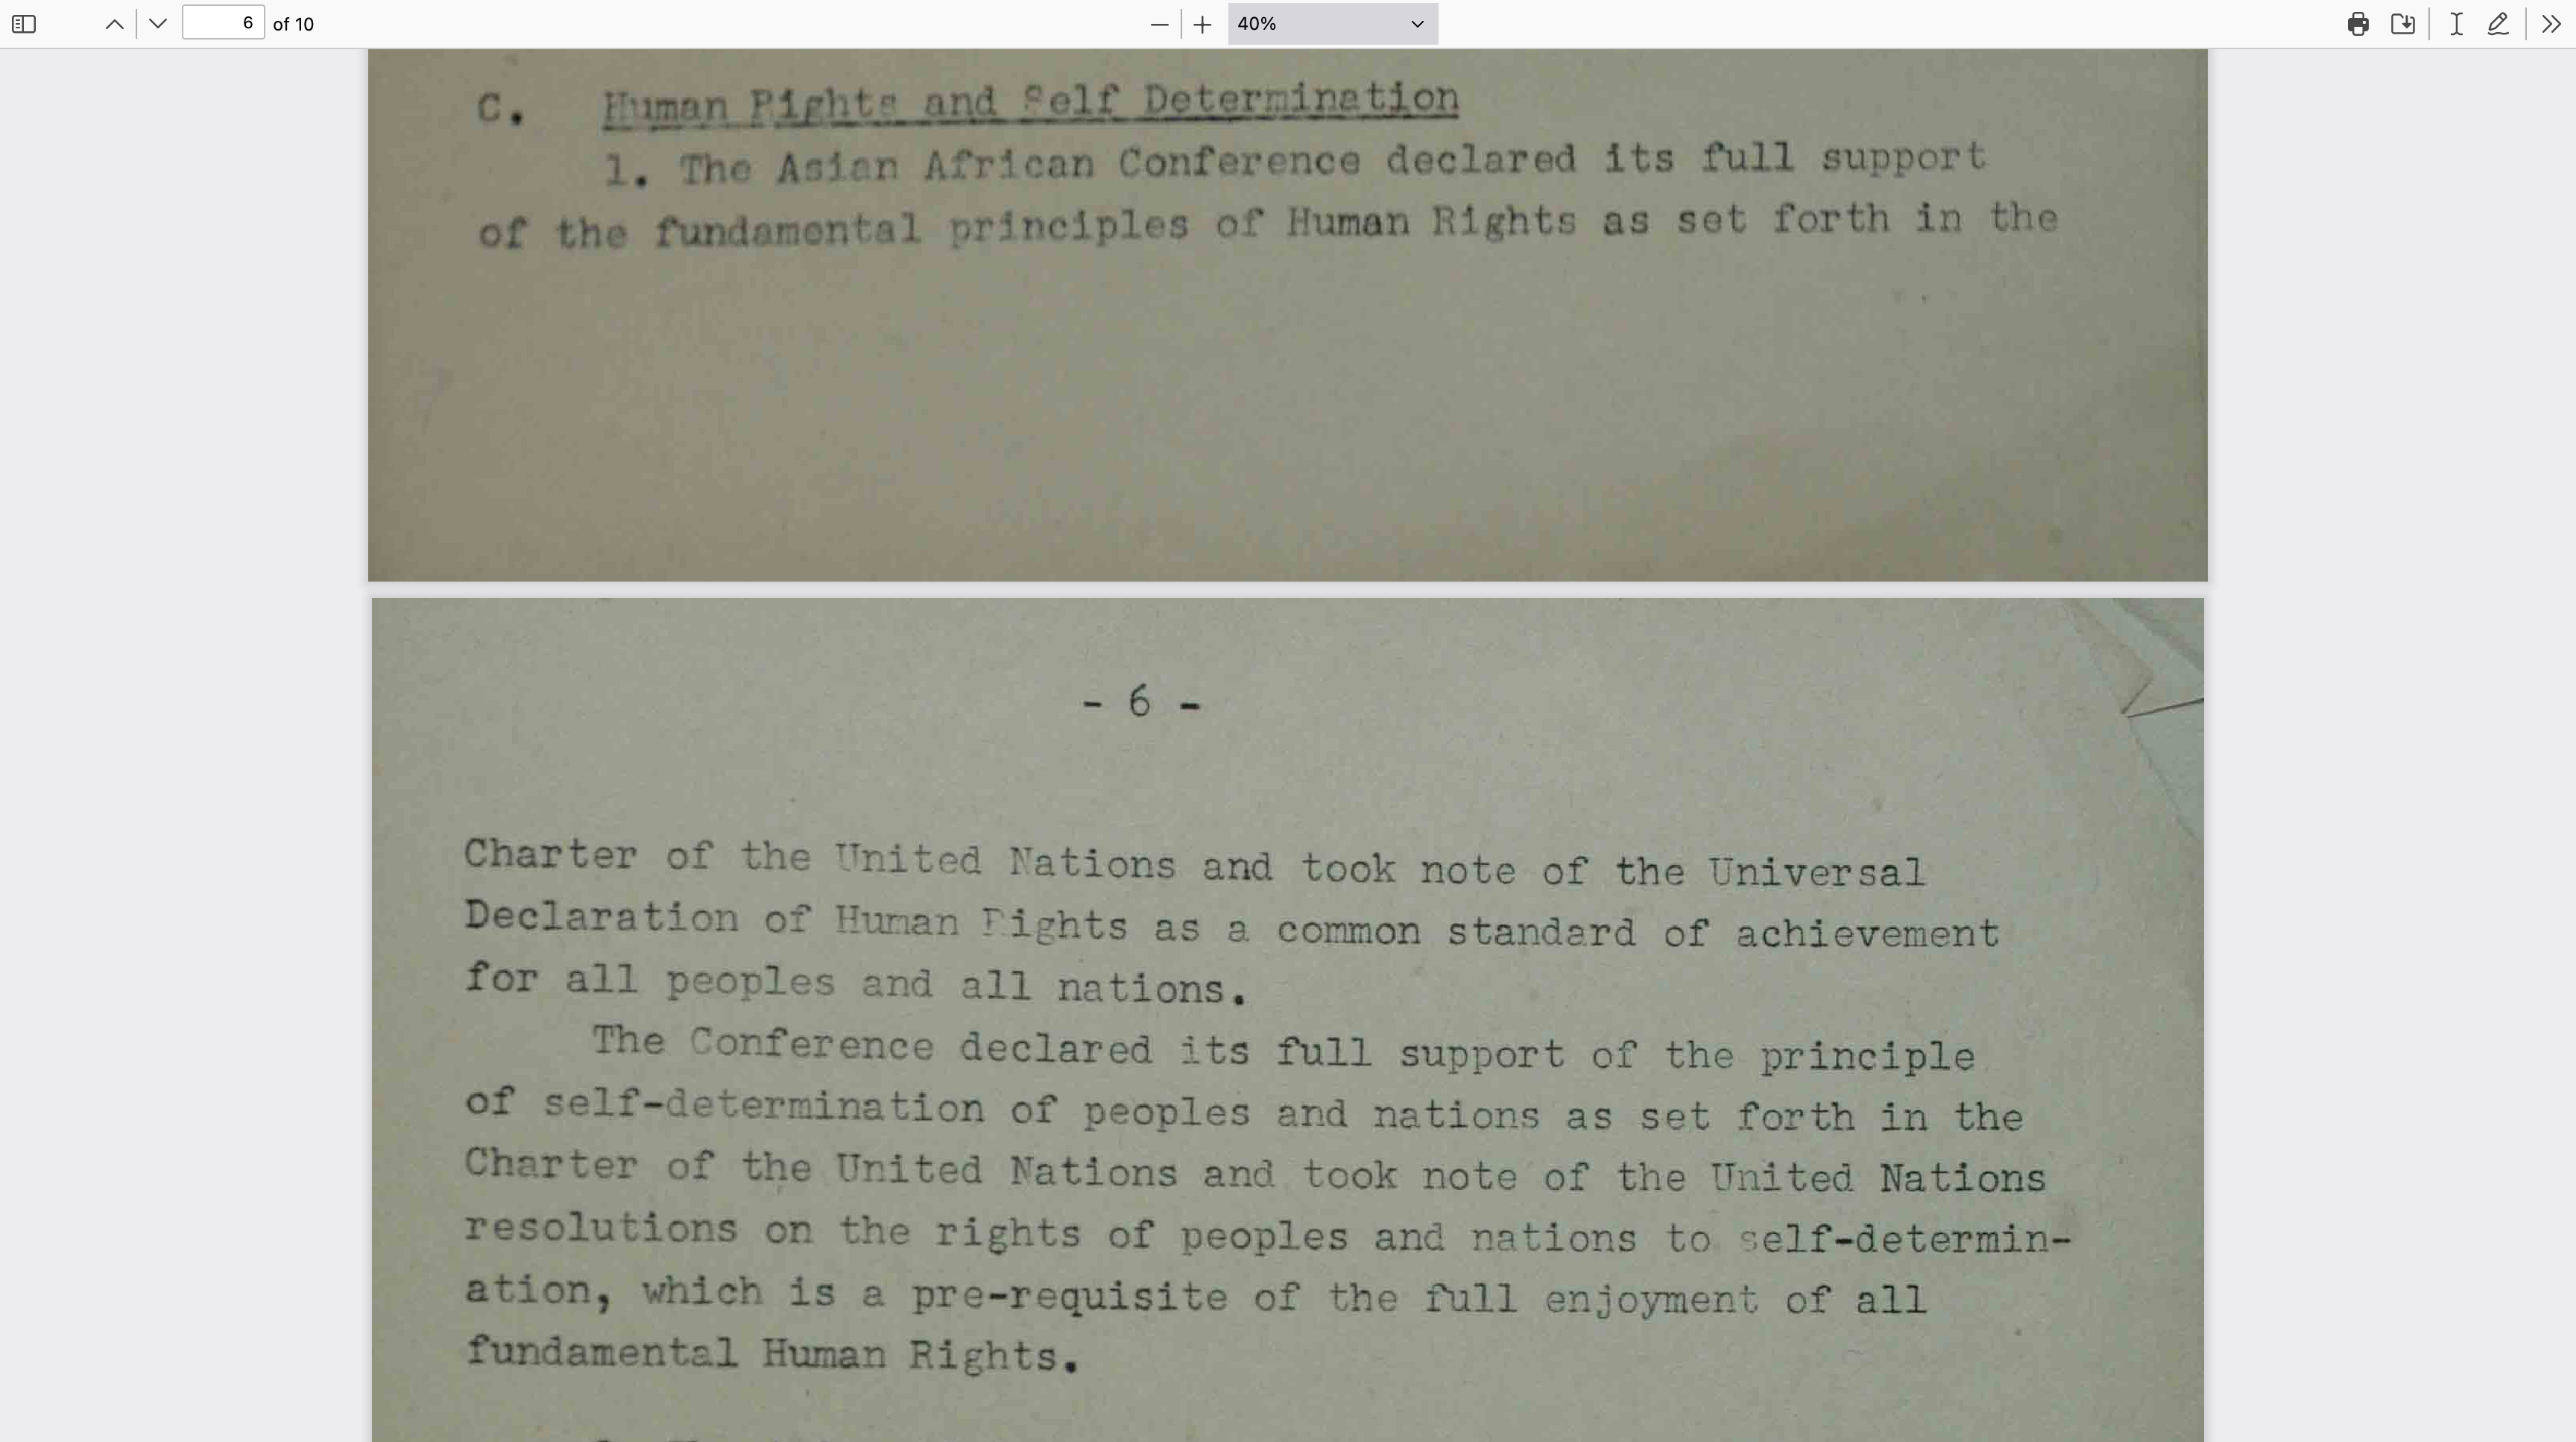 6 of 10
40%
C. Human Rights and Self Determination
1. The Asian African Conference declared its full support
of the fundamental principles of Human Rights as set forth in the
- 6 -
Charter of the United Nations and took note of the Universal
Declaration of Human Rights as a common standard of achievement
for all peoples and all nations.
The Conference declared its full support of the principle
of self-determination of peoples and nations as set forth in the
Charter of the United Nations and took note of the United Nations
resolutions on the rights of peoples and nations to self-determin-
ation, which is a pre-requisite of the full enjoyment of all
fundamental Human Rights.